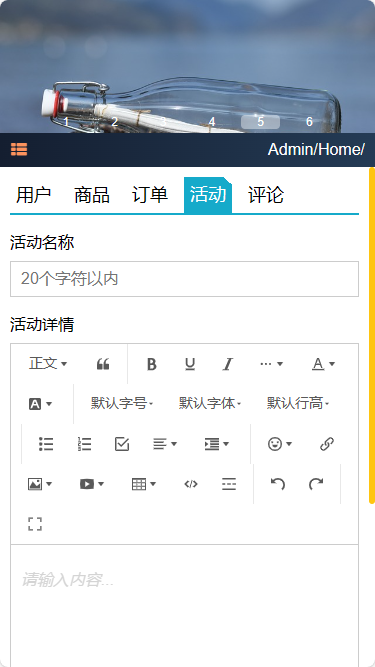 1 2 3 4 5 6
Admin/Home/
用户 商品 订单 活动 评论
活动名称
20个字符以内
活动详情
正文 B U I A
A 默认字号 默认字体 默认行高
请输入内容...